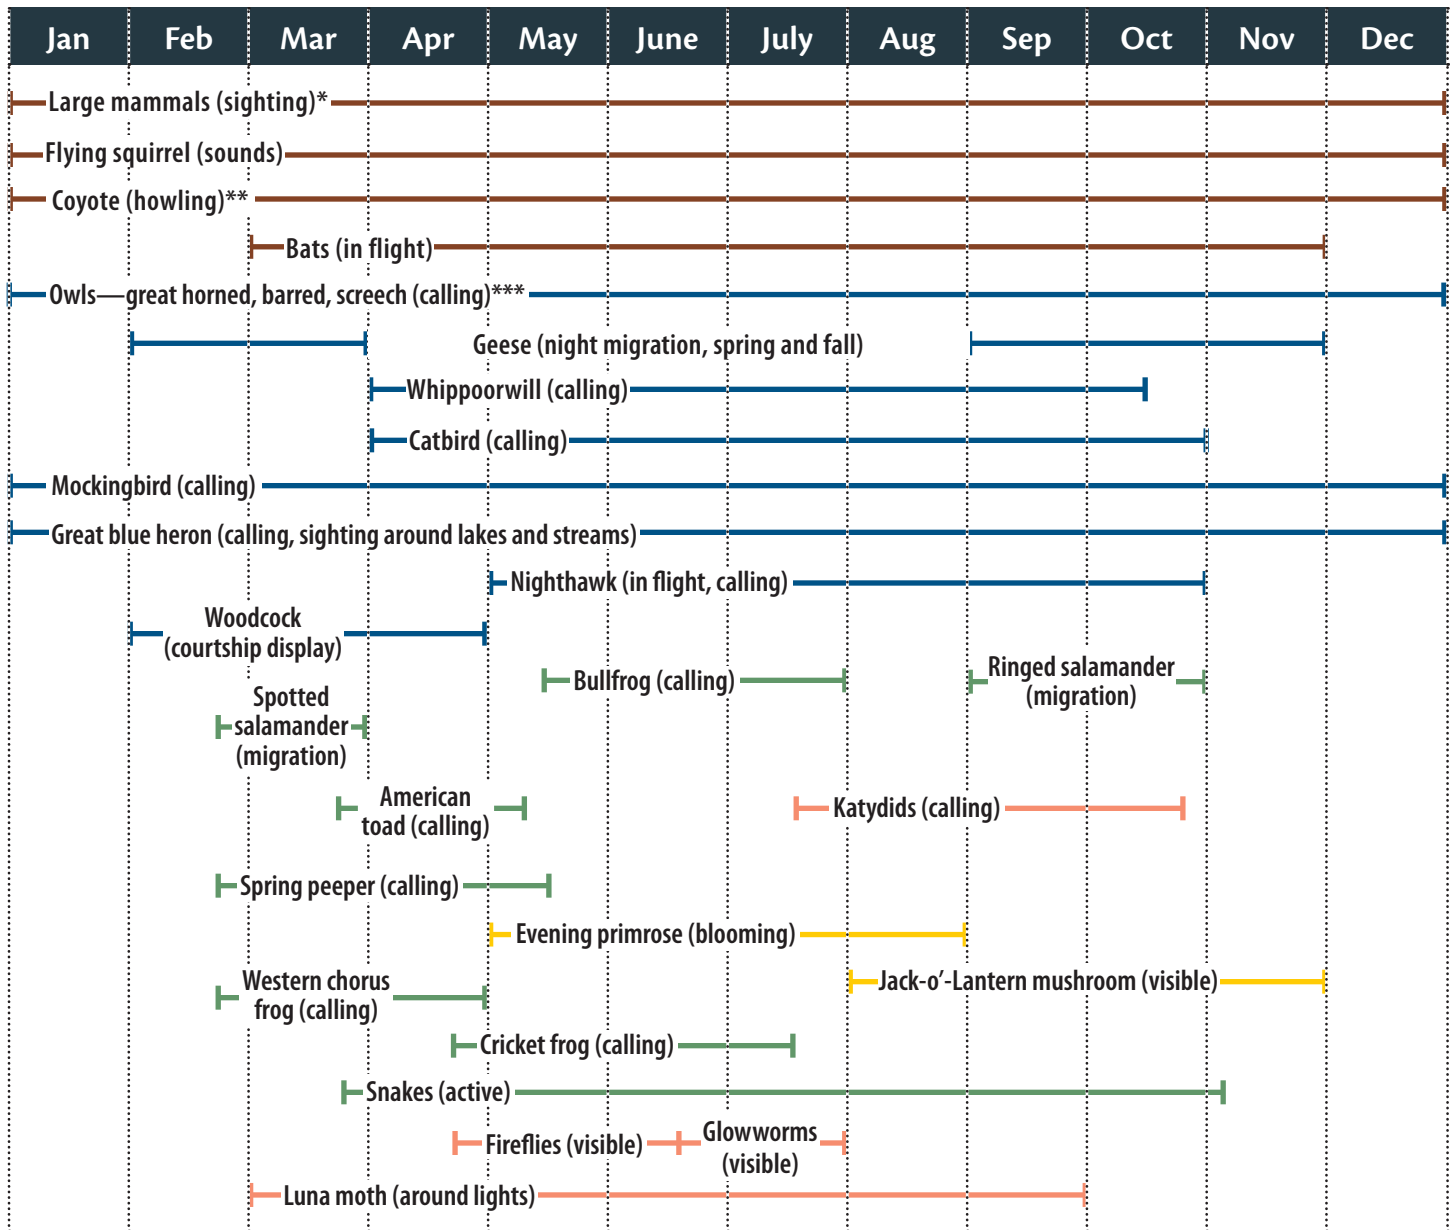 Jan Feb Mar Apr May June July Aug Sep Oct Nov Dec
Large mammals (sighting)*
Flying squirrel (sounds)
Coyote (howling)**
Bats (in flight)
Owls—great horned, barred, screech (calling)***
Geese (night migration, spring and fall)
Whippoorwill (calling)
Catbird (calling)
Mockingbird (calling)
Great blue heron (calling, sighting around lakes and streams)
Nighthawk (in flight, calling)
Woodcock
(courtship display)
Bullfrog (calling)
Ringed salamander
(migration)
Spotted
salamander
(migration)
American
toad (calling)
Katydids (calling)
Spring peeper (calling)
Evening primrose (blooming)
Western chorus
frog (calling)
Jack-o’-Lantern mushroom (visible)
Cricket frog (calling)
Snakes (active)
Fireflies (visible)
Glowworms
(visible)
Luna moth (around lights)